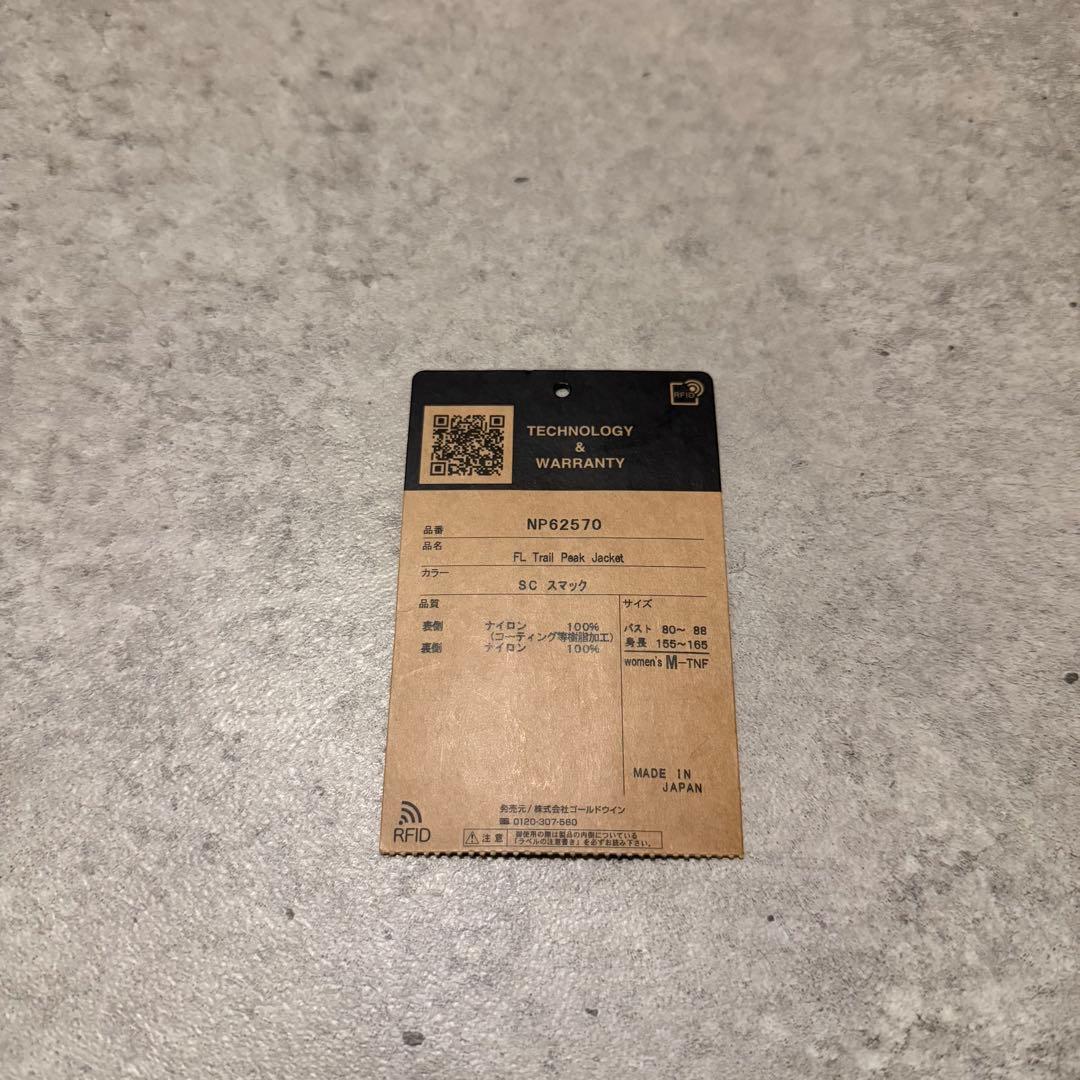 RFID
TECHNOLOGY
&
WARRANTY
品番 NP62570
品名
FL Trail Peak Jacket
カラー
SC スマック
品質 サイズ
表側 ナイロン 100%
(コーティング等樹脂加工)
裏側 ナイロン 100%
バスト 80〜 88
身長 155〜165
women's M-TNF
MADE IN
JAPAN
発売元/株式会社ゴールドウイン
0120-307-560
RFID
注意 御使用の際は製品の内側についている
「ラベルの注意書き」を必ずお読み下さい。